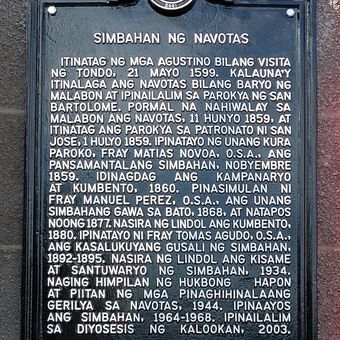 2021
SIMBAHAN NG NAVOTAS
ITINATAG NG MGA AGUSTINO BILANG VISITA
NG TONDO, 21 MAYO 1599. KALAUNA'Y
ITINALAGA ANG NAVOTAS BILANG BARYO NG
MALABON AT IPINAILALIM SA PAROKYA NG SAN
BARTOLOME. PORMAL NA NAHIWALAY SA
MALABON ANG NAVOTAS, 11 HUNYO 1859, AT
ITINATAG ANG PAROKYA SA PATRONATO NI SAN
JOSE, 1 HULYO 1859. IPINATAYO NG UNANG KURA
PAROKO, FRAY MATIAS NOVOA, O.S.A., ANG
PANSAMANTALANG SIMBAHAN, NOBYEMBRE
1859. IDINAGDAG ANG KAMPANARYO
AT KUMBENTO, 1860. PINASIMULAN NI
FRAY MANUEL PEREZ, O.S.A., ANG UNANG
SIMBAHANG GAWA SA BATO, 1868, AT NATAPOS
NOONG 1877. NASIRA NG LINDOL ANG KUMBENTO,
1880. IPINATAYO NI FRAY TOMAS AGUDO, O.S.A.,
ANG KASALUKUYANG GUSALI NG SIMBAHAN,
1892-1895. NASIRA NG LINDOL ANG KISAME
AT SANTUWARYO NG SIMBAHAN, 1934.
NAGING HIMPILAN NG HUKBONG HAPON
AT PIITAN NG MGA PINAGHIHINALAANG
GERILYA SA NAVOTAS, 1944. IPINAAYOS
ANG SIMBAHAN, 1964-1968. IPINAILALIM
SA DIYOSESIS NG KALOOKAN, 2003.